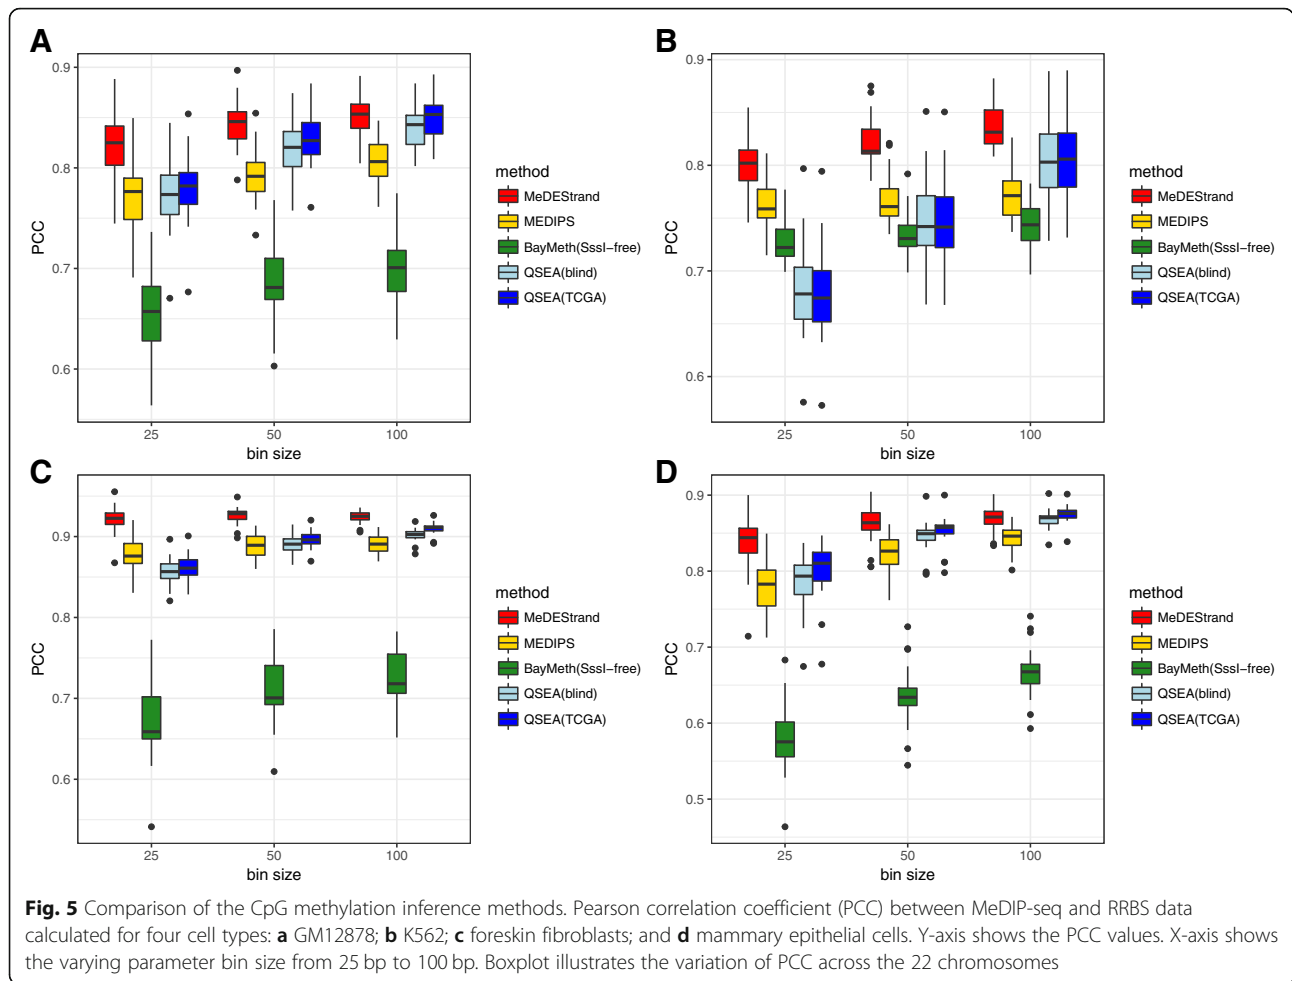 A
0.9
0.8
0.7
0.6
PCC
25
50
100
bin size
method
MeDEStrand
MEDIPS
BayMeth(SssI-free)
QSEA(blind)
QSEA(TCGA)
B
0.9
0.8
0.7
0.6
PCC
25
50
100
bin size
method
MeDEStrand
MEDIPS
BayMeth(SssI-free)
QSEA(blind)
QSEA(TCGA)
C
0.9
0.8
0.7
0.6
PCC
25
50
100
bin size
method
MeDEStrand
MEDIPS
BayMeth(SssI-free)
QSEA(blind)
QSEA(TCGA)
D
0.9
0.8
0.7
0.6
0.5
PCC
25
50
100
bin size
method
MeDEStrand
MEDIPS
BayMeth(SssI-free)
QSEA(blind)
QSEA(TCGA)
Fig. 5 Comparison of the CpG methylation inference methods. Pearson correlation coefficient (PCC) between MeDIP-seq and RRBS data
calculated for four cell types: a GM12878; b K562; c foreskin fibroblasts; and d mammary epithelial cells. Y-axis shows the PCC values. X-axis shows
the varying parameter bin size from 25 bp to 100 bp. Boxplot illustrates the variation of PCC across the 22 chromosomes